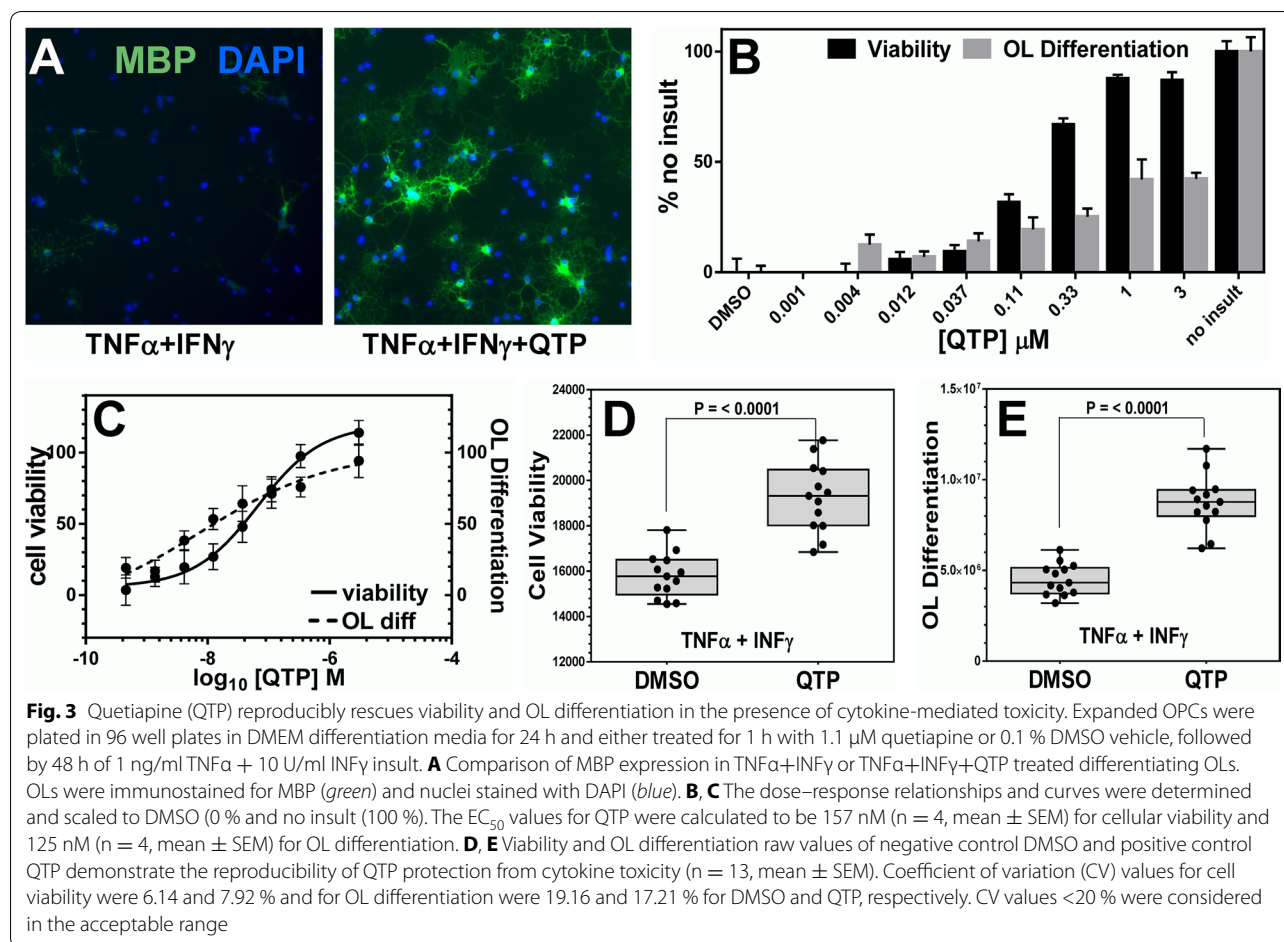 A MBP DAPI
TNFα+IFNγ
TNFα+IFNγ+QTP
B
Viability OL Differentiation
% no insult
100
50
0
DMSO 0.001 0.004 0.012 0.037 0.11 0.33 1 3 no insult
[QTP] μM
C
cell viability
OL Differentiation
100 100
50 50
0 0
viability
OL diff
-10 -8 -6 -4
log10 [QTP] M
D
Cell Viability
24000
22000
20000
18000
16000
14000
12000
P = < 0.0001
TNFα + INFγ
DMSO QTP
E
OL Differentiation
1.5×10⁷
1.0×10⁷
5.0×10⁶
0
P = < 0.0001
TNFα + INFγ
DMSO QTP
Fig. 3 Quetiapine (QTP) reproducibly rescues viability and OL differentiation in the presence of cytokine-mediated toxicity. Expanded OPCs were
plated in 96 well plates in DMEM differentiation media for 24 h and either treated for 1 h with 1.1 μM quetiapine or 0.1 % DMSO vehicle, followed
by 48 h of 1 ng/ml TNFα + 10 U/ml INFγ insult. A Comparison of MBP expression in TNFα+INFγ or TNFα+INFγ+QTP treated differentiating OLs.
OLs were immunostained for MBP (green) and nuclei stained with DAPI (blue). B, C The dose–response relationships and curves were determined
and scaled to DMSO (0 % and no insult (100 %). The EC50 values for QTP were calculated to be 157 nM (n = 4, mean ± SEM) for cellular viability and
125 nM (n = 4, mean ± SEM) for OL differentiation. D, E Viability and OL differentiation raw values of negative control DMSO and positive control
QTP demonstrate the reproducibility of QTP protection from cytokine toxicity (n = 13, mean ± SEM). Coefficient of variation (CV) values for cell
viability were 6.14 and 7.92 % and for OL differentiation were 19.16 and 17.21 % for DMSO and QTP, respectively. CV values <20 % were considered
in the acceptable range